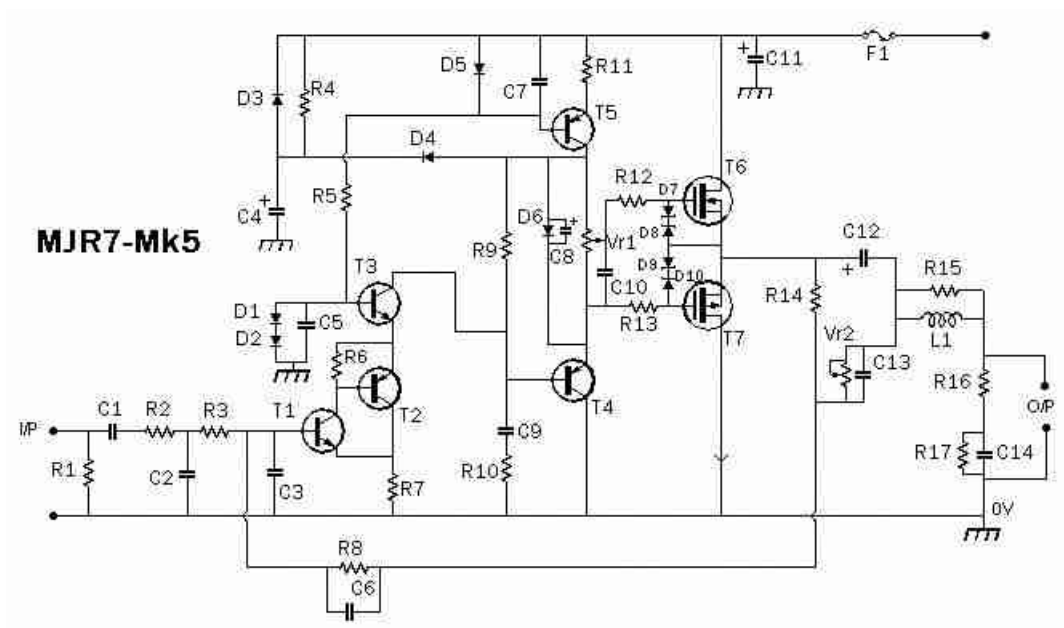 MJR7-Mk5
D3
R4
D5
C7
R11
C11
F1
T5
D4
T6
C4
R5
R12
D7
D8
D6
C8
Vr1
R9
D9
D10
C12
T3
C10
R14
R15
D1
D2
C5
R13
T7
Vr2
L1
R6
C13
R16
T1
T2
T4
O/P
I/P
C1
R2
R3
C9
R1
C2
C3
R7
R10
R17
C14
0V
R8
C6